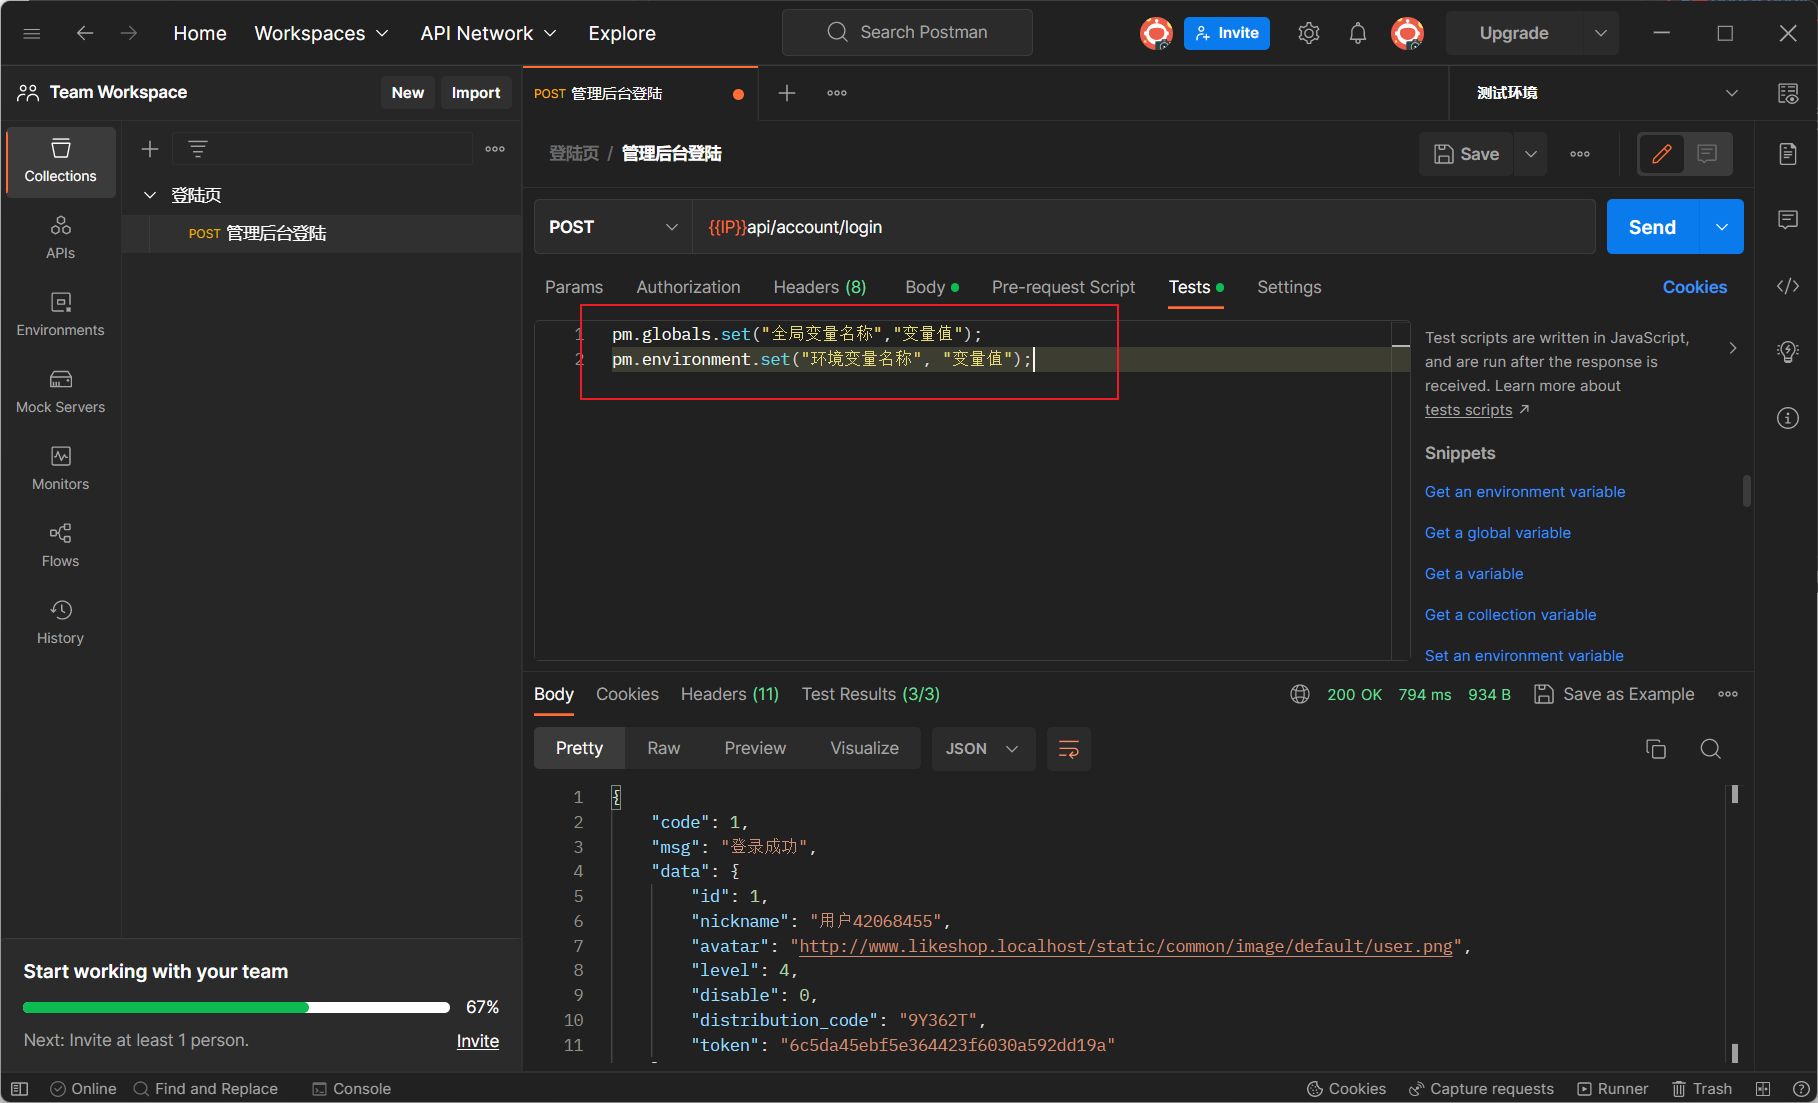 Home Workspaces API Network Explore Search Postman Invite Upgrade
Team Workspace New Import POST 管理后台登陆 测试环境
Collections
APIs
Environments
Mock Servers
Monitors
Flows
History
登陆页
POST 管理后台登陆
登陆页 / 管理后台登陆 Save
POST {{IP}}api/account/login Send
Params Authorization Headers (8) Body Pre-request Script Tests Settings Cookies
1 pm.globals.set("全局变量名称","变量值");
2 pm.environment.set("环境变量名称", "变量值");
Test scripts are written in JavaScript,
and are run after the response is
received. Learn more about
tests scripts ↗
Snippets
Get an environment variable
Get a global variable
Get a variable
Get a collection variable
Set an environment variable
Body Cookies Headers (11) Test Results (3/3) 200 OK 794 ms 934 B Save as Example
Pretty Raw Preview Visualize JSON
1 {
2 "code": 1,
3 "msg": "登录成功",
4 "data": {
5 "id": 1,
6 "nickname": "用户42068455",
7 "avatar": "http://www.likeshop.localhost/static/common/image/default/user.png",
8 "level": 4,
9 "disable": 0,
10 "distribution_code": "9Y362T",
11 "token": "6c5da45ebf5e364423f6030a592dd19a"
Start working with your team
67%
Next: Invite at least 1 person. Invite
Online Find and Replace Console Cookies Capture requests Runner Trash